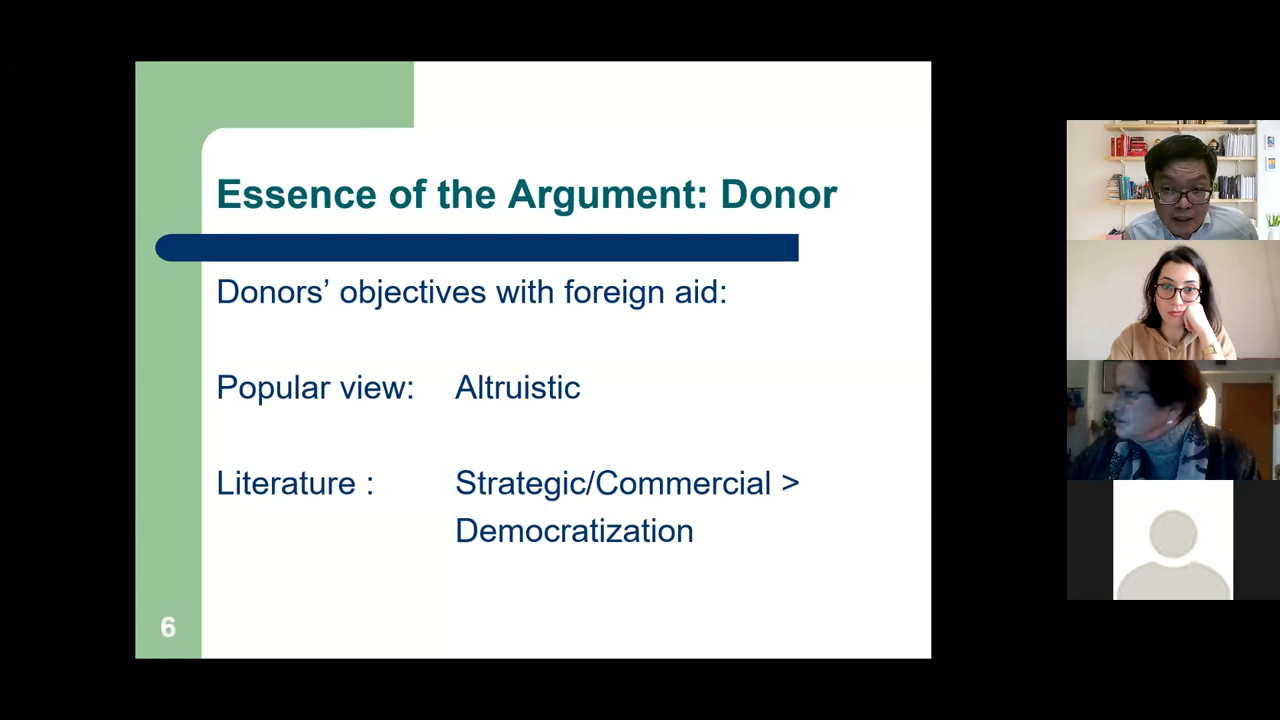 Essence of the Argument: Donor
Donors’ objectives with foreign aid:
Popular view: Altruistic
Literature : Strategic/Commercial >
Democratization
6